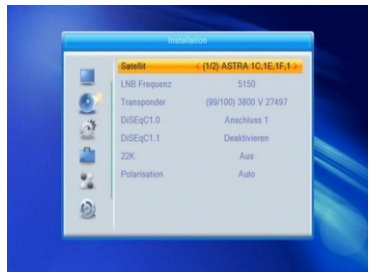 Installation
Satellit < (1/2) ASTRA 1C,1E,1F,1 >
LNB Frequenz 5150
Transponder (99/100) 3800 V 27497
DiSEqC1.0 Anschluss 1
DiSEqC1.1 Deaktivieren
22K Aus
Polarisation Auto